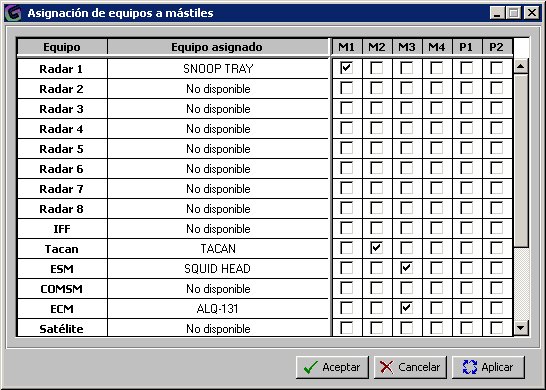 Asignación de equipos a mástiles
Equipo Equipo asignado M1 M2 M3 M4 P1 P2
Radar 1 SNOOP TRAY
Radar 2 No disponible
Radar 3 No disponible
Radar 4 No disponible
Radar 5 No disponible
Radar 6 No disponible
Radar 7 No disponible
Radar 8 No disponible
IFF No disponible
Tacan TACAN
ESM SQUID HEAD
COMSM No disponible
ECM ALQ-131
Satélite No disponible
Aceptar Cancelar Aplicar